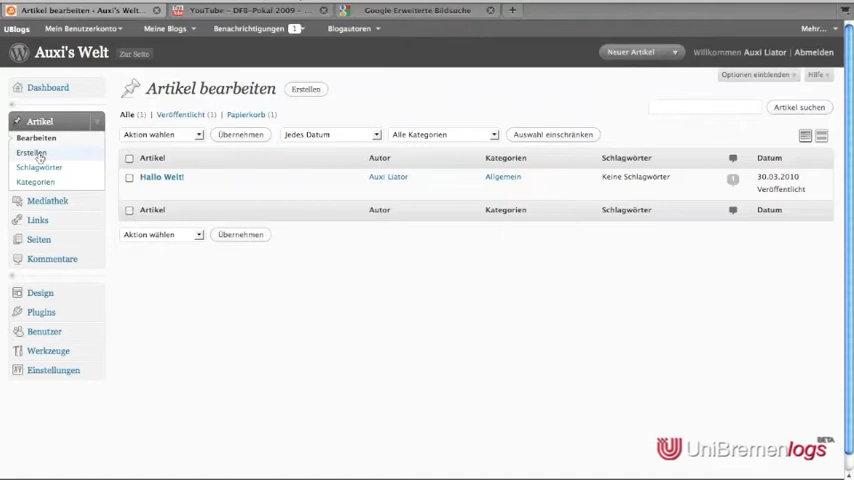 Artikel bearbeiten ‹ Auxi's Welt...
YouTube - DFB-Pokal 2009 - ...
Google Erweiterte Bildsuche
UBlogs
Mein Benutzerkonto
Meine Blogs
Benachrichtigungen 1
Blogautoren
Mehr...
Auxi's Welt
Zur Seite
Neuer Artikel
Willkommen Auxi Liator | Abmelden
Dashboard
Artikel
Bearbeiten
Erstellen
Schlagwörter
Kategorien
Mediathek
Links
Seiten
Kommentare
Design
Plugins
Benutzer
Werkzeuge
Einstellungen
Optionen einblenden
Hilfe
Artikel bearbeiten
Erstellen
Alle (1) | Veröffentlicht (1) | Papierkorb (1)
Artikel suchen
Aktion wählen
Übernehmen
Jedes Datum
Alle Kategorien
Auswahl einschränken
Artikel Autor Kategorien Schlagwörter Datum
Hallo Welt! Auxi Liator Allgemein Keine Schlagwörter 1 30.03.2010
Veröffentlicht
Artikel Autor Kategorien Schlagwörter Datum
Aktion wählen
Übernehmen
UniBremenlogs BETA